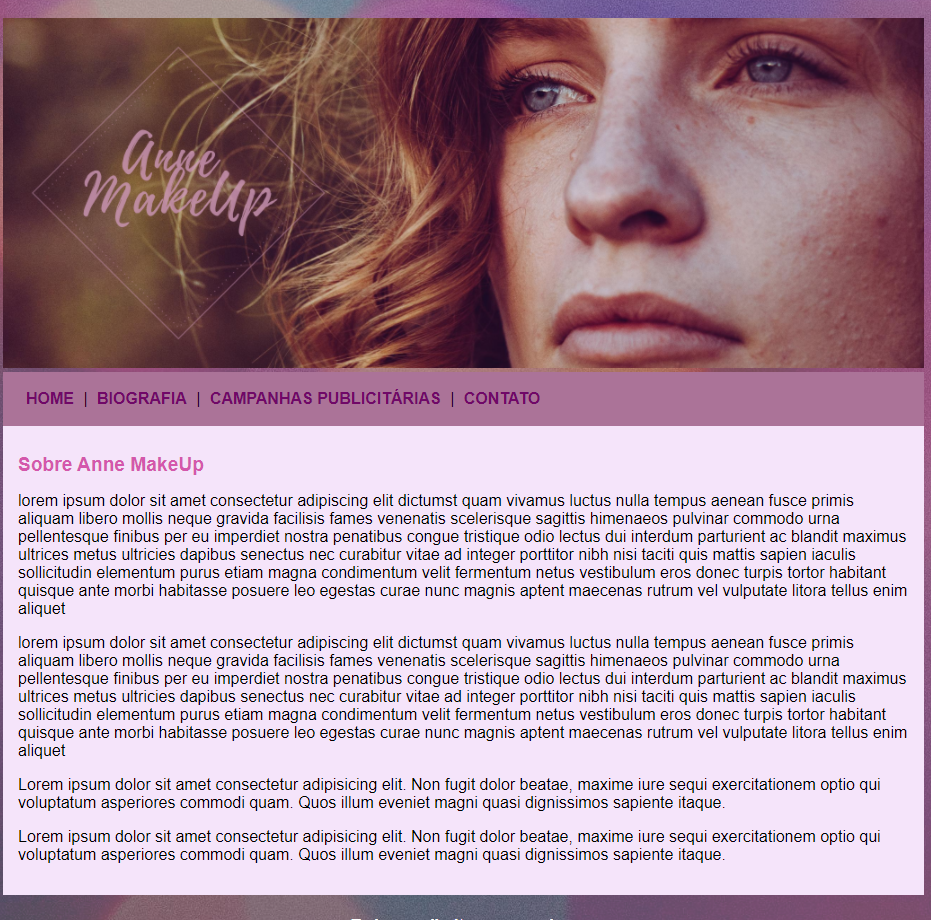 Anne
MakeUp
HOME | BIOGRAFIA | CAMPANHAS PUBLICITÁRIAS | CONTATO
Sobre Anne MakeUp
lorem ipsum dolor sit amet consectetur adipiscing elit dictumst quam vivamus luctus nulla tempus aenean fusce primis
aliquam libero mollis neque gravida facilisis fames venenatis scelerisque sagittis himenaeos pulvinar commodo urna
pellentesque finibus per eu imperdiet nostra penatibus congue tristique odio lectus dui interdum parturient ac blandit maximus
ultrices metus ultricies dapibus senectus nec curabitur vitae ad integer porttitor nibh nisi taciti quis mattis sapien iaculis
sollicitudin elementum purus etiam magna condimentum velit fermentum netus vestibulum eros donec turpis tortor habitant
quisque ante morbi habitasse posuere leo egestas curae nunc magnis aptent maecenas rutrum vel vulputate litora tellus enim
aliquet
lorem ipsum dolor sit amet consectetur adipiscing elit dictumst quam vivamus luctus nulla tempus aenean fusce primis
aliquam libero mollis neque gravida facilisis fames venenatis scelerisque sagittis himenaeos pulvinar commodo urna
pellentesque finibus per eu imperdiet nostra penatibus congue tristique odio lectus dui interdum parturient ac blandit maximus
ultrices metus ultricies dapibus senectus nec curabitur vitae ad integer porttitor nibh nisi taciti quis mattis sapien iaculis
sollicitudin elementum purus etiam magna condimentum velit fermentum netus vestibulum eros donec turpis tortor habitant
quisque ante morbi habitasse posuere leo egestas curae nunc magnis aptent maecenas rutrum vel vulputate litora tellus enim
aliquet
Lorem ipsum dolor sit amet consectetur adipisicing elit. Non fugit dolor beatae, maxime iure sequi exercitationem optio qui
voluptatum asperiores commodi quam. Quos illum eveniet magni quasi dignissimos sapiente itaque.
Lorem ipsum dolor sit amet consectetur adipisicing elit. Non fugit dolor beatae, maxime iure sequi exercitationem optio qui
voluptatum asperiores commodi quam. Quos illum eveniet magni quasi dignissimos sapiente itaque.